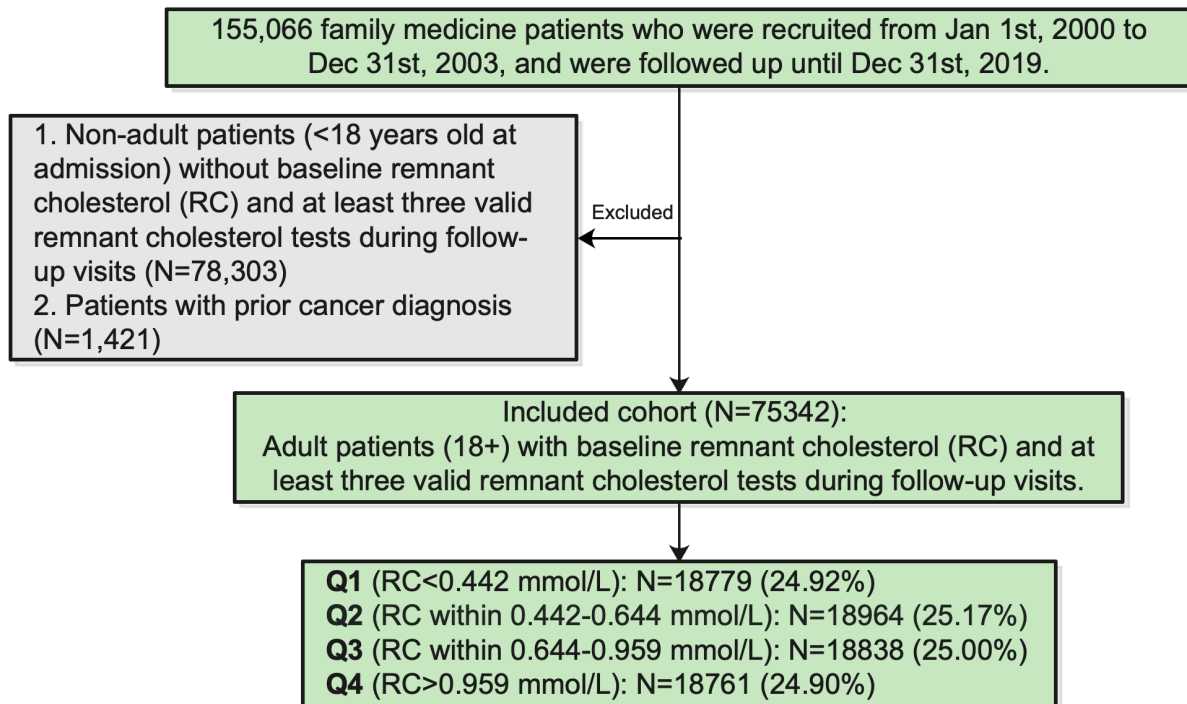 155,066 family medicine patients who were recruited from Jan 1st, 2000 to
Dec 31st, 2003, and were followed up until Dec 31st, 2019.
1. Non-adult patients (<18 years old at
admission) without baseline remnant
cholesterol (RC) and at least three valid
remnant cholesterol tests during follow-
up visits (N=78,303)
2. Patients with prior cancer diagnosis
(N=1,421)
Excluded
Included cohort (N=75342):
Adult patients (18+) with baseline remnant cholesterol (RC) and at
least three valid remnant cholesterol tests during follow-up visits.
Q1 (RC<0.442 mmol/L): N=18779 (24.92%)
Q2 (RC within 0.442-0.644 mmol/L): N=18964 (25.17%)
Q3 (RC within 0.644-0.959 mmol/L): N=18838 (25.00%)
Q4 (RC>0.959 mmol/L): N=18761 (24.90%)